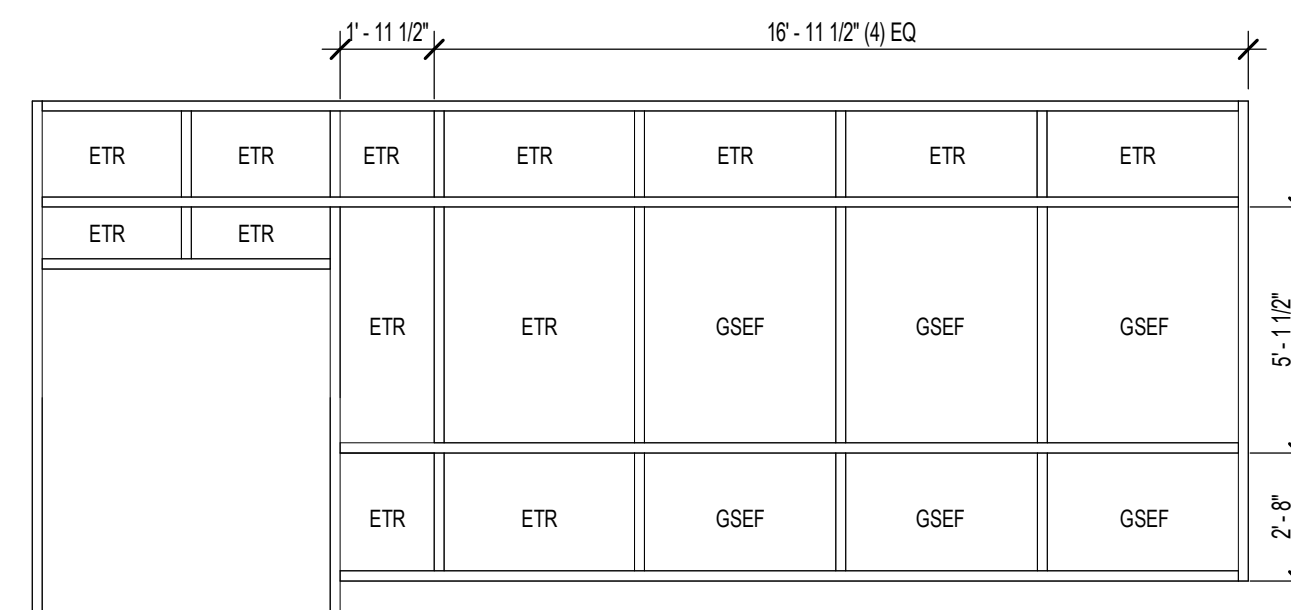 1' - 11 1/2" 16' - 11 1/2" (4) EQ
ETR ETR ETR ETR ETR ETR ETR
ETR ETR
ETR ETR GSEF GSEF GSEF 5' - 1 1/2"
ETR ETR GSEF GSEF GSEF 2' - 8"